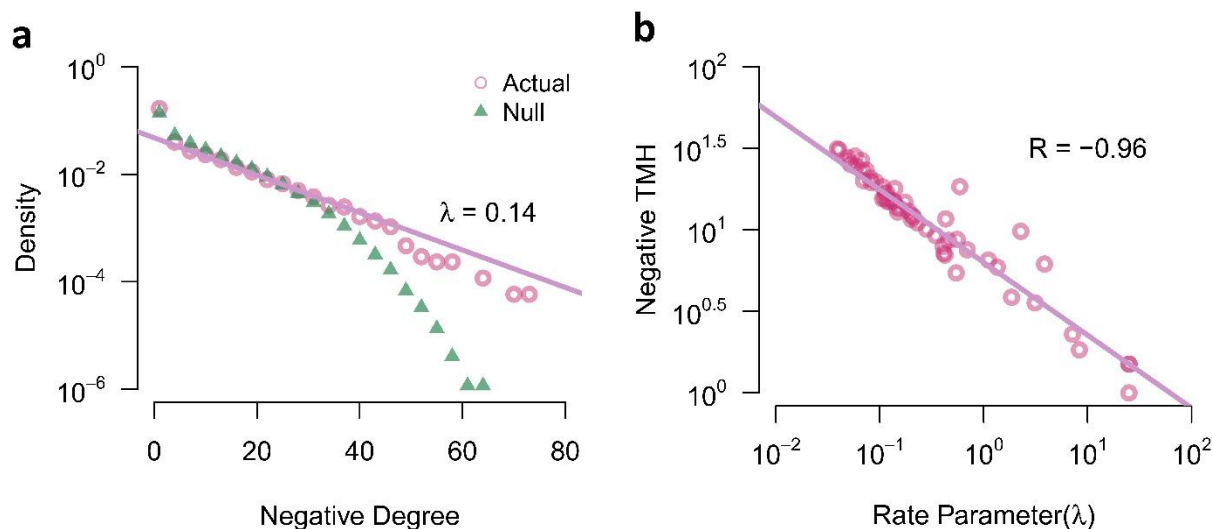 a
10^0
10^−2
10^−4
10^−6
Density
0 20 40 60 80
Negative Degree
Actual
Null
λ = 0.14
b
10^2
10^1.5
10^1
10^0.5
10^0
Negative TMH
10^−2 10^−1 10^0 10^1 10^2
Rate Parameter(λ)
R = −0.96